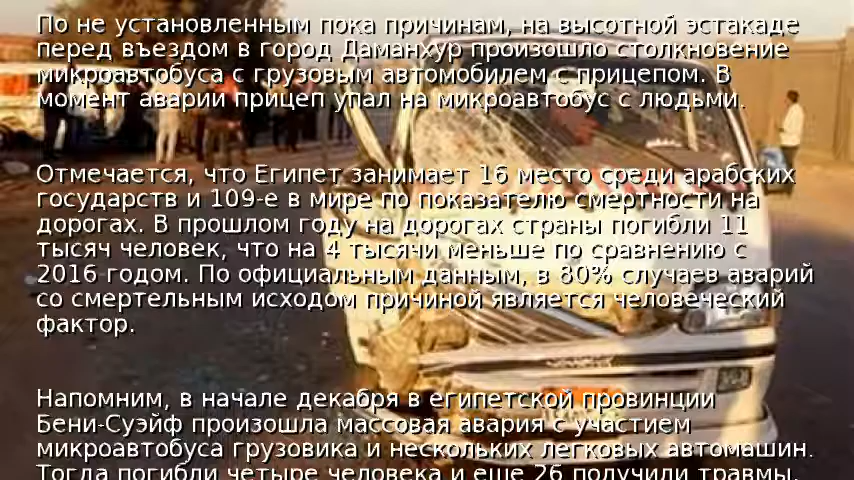 По не установленным пока причинам, на высотной эстакаде
перед въездом в город Даманхур произошло столкновение
микроавтобуса с грузовым автомобилем с прицепом. В
момент аварии прицеп упал на микроавтобус с людьми.
Отмечается, что Египет занимает 16 место среди арабских
государств и 109-е в мире по показателю смертности на
дорогах. В прошлом году на дорогах страны погибли 11
тысяч человек, что на 4 тысячи меньше по сравнению с
2016 годом. По официальным данным, в 80% случаев аварий
со смертельным исходом причиной является человеческий
фактор.
Напомним, в начале декабря в египетской провинции
Бени-Суэйф произошла массовая авария с участием
микроавтобуса грузовика и нескольких легковых автомашин.
Тогда погибли четыре человека и еще 26 получили травмы.